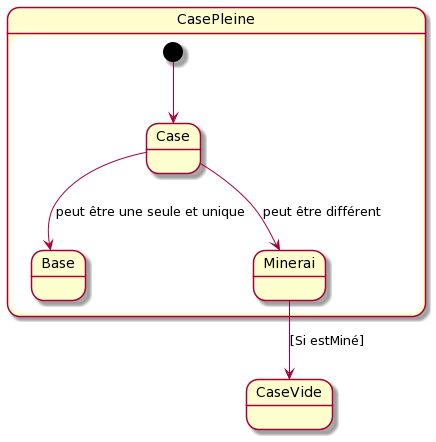 CasePleine
Case
peut être une seule et unique
peut être différent
Base
Minerai
[Si estMiné]
CaseVide